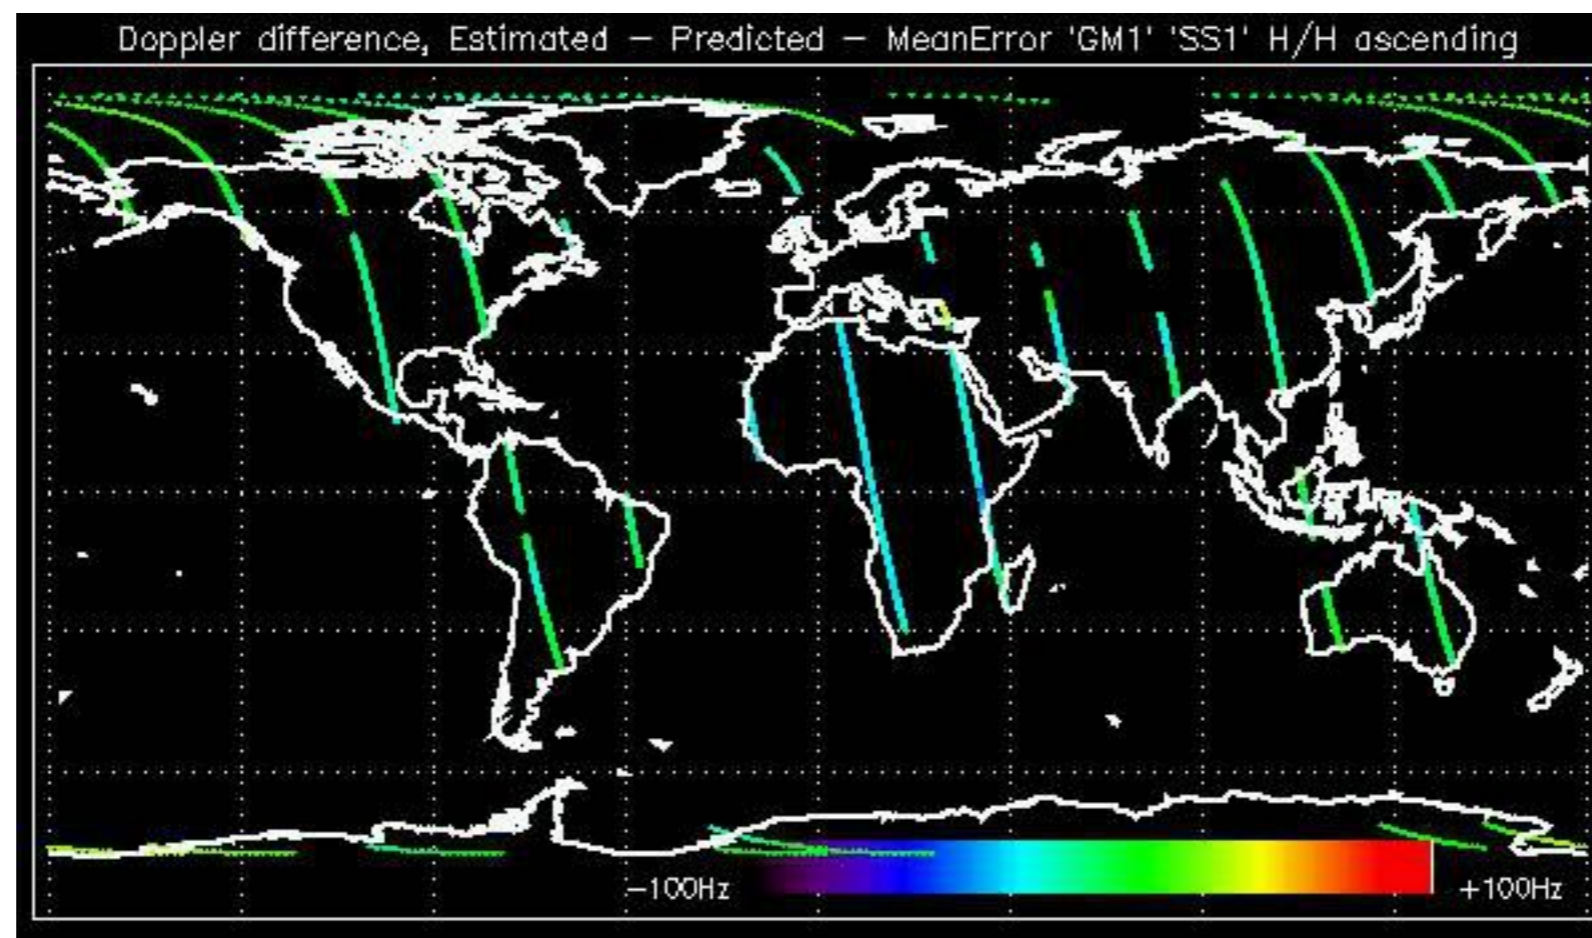 Doppler difference, Estimated − Predicted − MeanError 'GM1' 'SS1' H/H ascending
−100Hz +100Hz